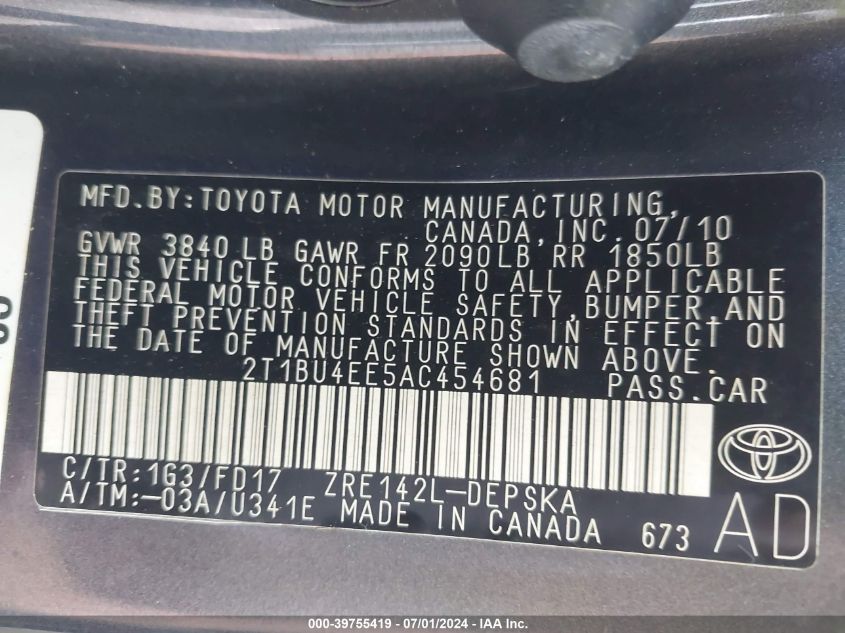 MFD.BY:TOYOTA MOTOR MANUFACTURING,
CANADA,INC. 07/10
GVWR 3840 LB GAWR FR 2090LB RR 1850LB
THIS VEHICLE CONFORMS TO ALL APPLICABLE
FEDERAL MOTOR VEHICLE SAFETY,BUMPER,AND
THEFT PREVENTION STANDARDS IN EFFECT ON
THE DATE OF MANUFACTURE SHOWN ABOVE.
2T1BU4EE5AC454681 PASS.CAR
C/TR:1G3/FD17 ZRE142L-DEPSKA
A/TM:-03A/U341E MADE IN CANADA 673
AD
000-39755419 - 07/01/2024 - IAA Inc.